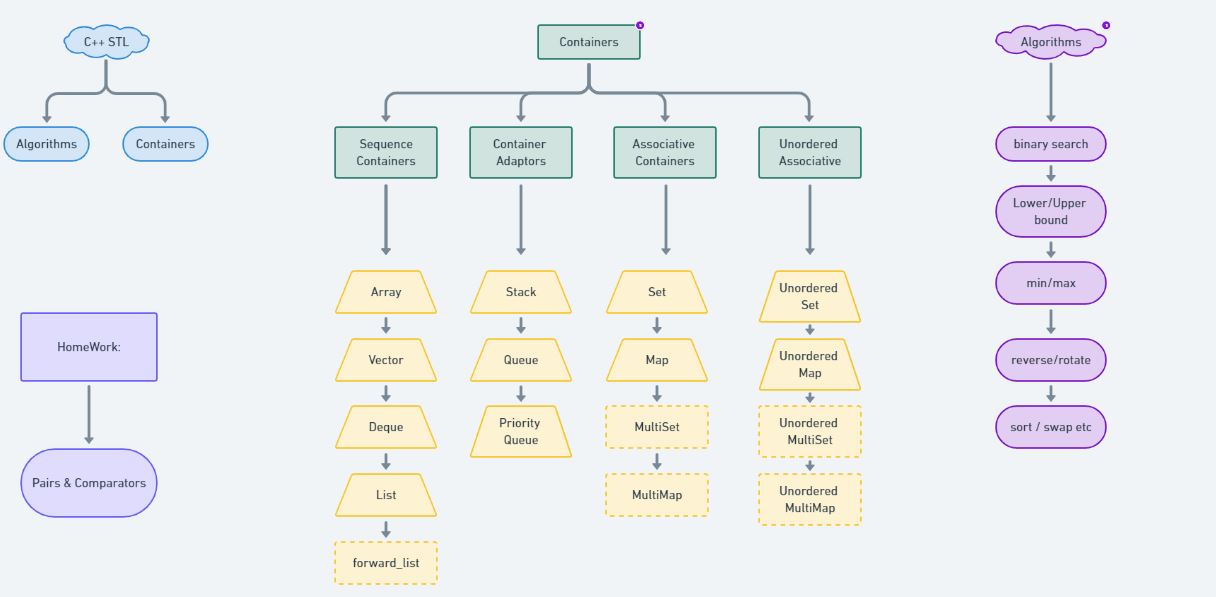 C++ STL
Algorithms
Containers
HomeWork:
Pairs & Comparators
Containers
Sequence
Containers
Array
Vector
Deque
List
forward_list
Container
Adaptors
Stack
Queue
Priority
Queue
Associative
Containers
Set
Map
MultiSet
MultiMap
Unordered
Associative
Unordered
Set
Unordered
Map
Unordered
MultiSet
Unordered
MultiMap
Algorithms
binary search
Lower/Upper
bound
min/max
reverse/rotate
sort / swap etc